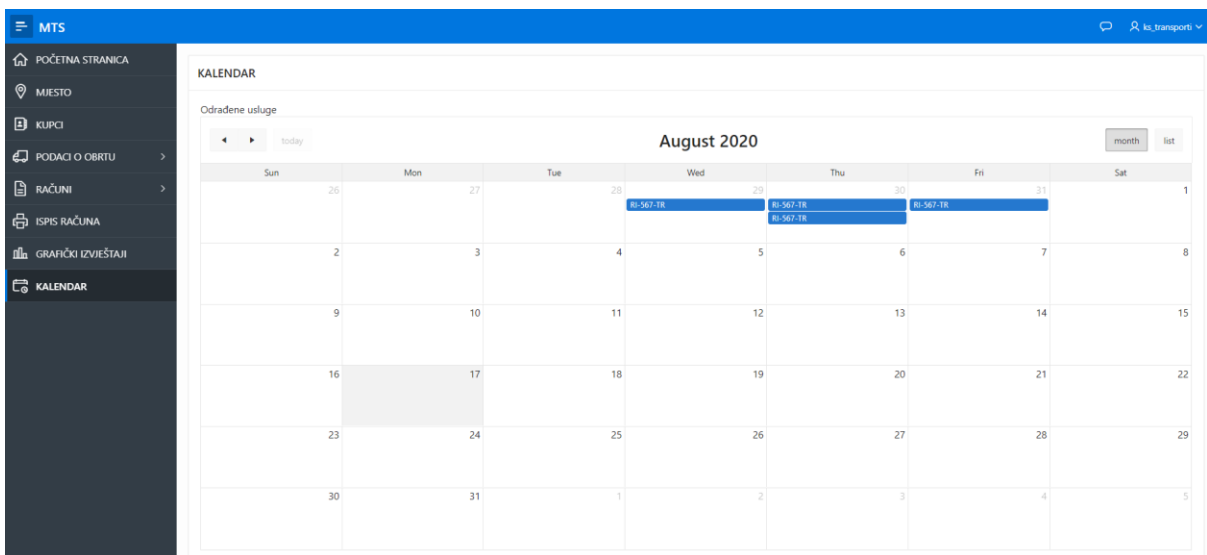 MTS
ks_transporti
POČETNA STRANICA
MJESTO
KUPCI
PODACI O OBRTU
RAČUNI
ISPIS RAČUNA
GRAFIČKI IZVJEŠTAJI
KALENDAR
KALENDAR
Odrađene usluge
today
August 2020
month list
Sun Mon Tue Wed Thu Fri Sat
26 27 28 29 30 31 1
RI-567-TR RI-567-TR RI-567-TR
RI-567-TR
2 3 4 5 6 7 8
9 10 11 12 13 14 15
16 17 18 19 20 21 22
23 24 25 26 27 28 29
30 31 1 2 3 4 5